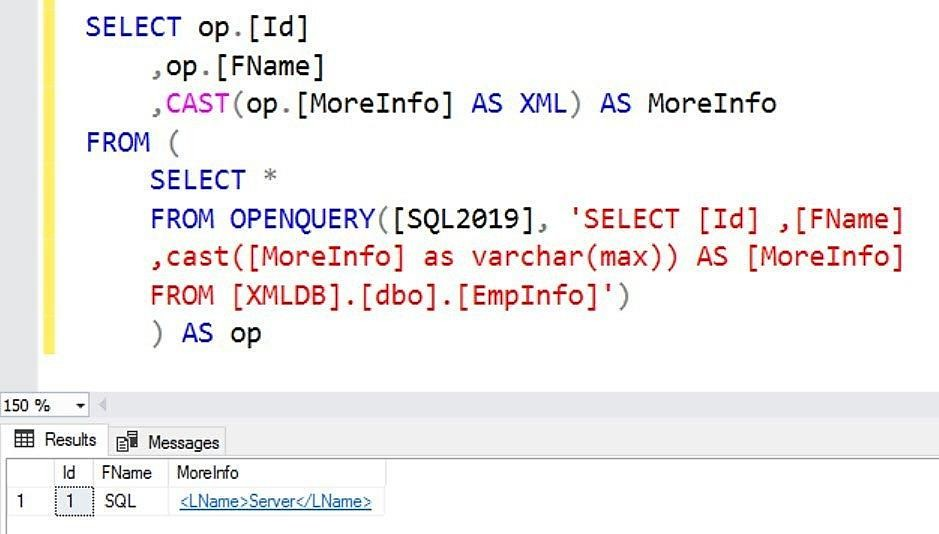 SELECT op.[Id]
,op.[FName]
,CAST(op.[MoreInfo] AS XML) AS MoreInfo
FROM (
SELECT *
FROM OPENQUERY([SQL2019], 'SELECT [Id] ,[FName]
,cast([MoreInfo] as varchar(max)) AS [MoreInfo]
FROM [XMLDB].[dbo].[EmpInfo]')
) AS op
150 %
Results Messages
Id FName MoreInfo
1 1 SQL <LName>Server</LName>